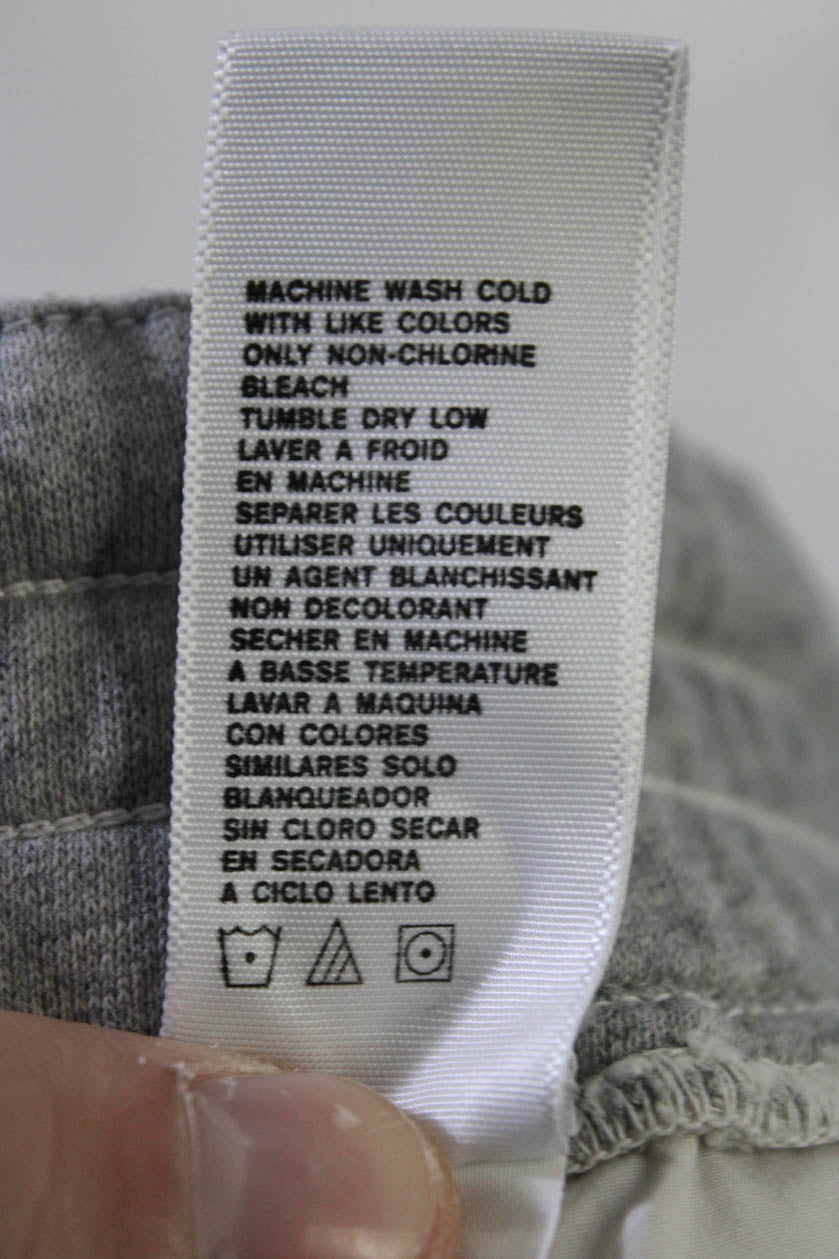 MACHINE WASH COLD
WITH LIKE COLORS
ONLY NON-CHLORINE
BLEACH
TUMBLE DRY LOW
LAVER A FROID
EN MACHINE
SEPARER LES COULEURS
UTILISER UNIQUEMENT
UN AGENT BLANCHISSANT
NON DECOLORANT
SECHER EN MACHINE
A BASSE TEMPERATURE
LAVAR A MAQUINA
CON COLORES
SIMILARES SOLO
BLANQUEADOR
SIN CLORO SECAR
EN SECADORA
A CICLO LENTO